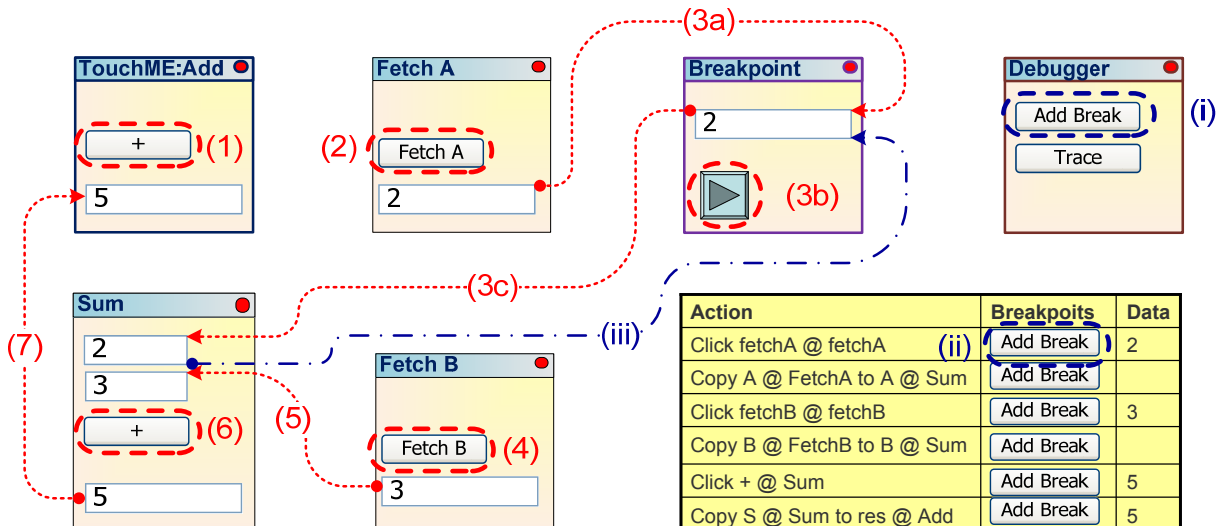 (3a)
TouchME:Add
Fetch A
Breakpoint
Debugger
+
(1)
(2)
Fetch A
2
Add Break
(i)
Trace
5
2
(3b)
(3c)
Sum
(7)
2
(iii)
3
+
(6)
(5)
5
Fetch B
Fetch B
(4)
3
Action Breakpoits Data
Click fetchA @ fetchA (ii) Add Break 2
Copy A @ FetchA to A @ Sum Add Break
Click fetchB @ fetchB Add Break 3
Copy B @ FetchB to B @ Sum Add Break
Click + @ Sum Add Break 5
Copy S @ Sum to res @ Add Add Break 5